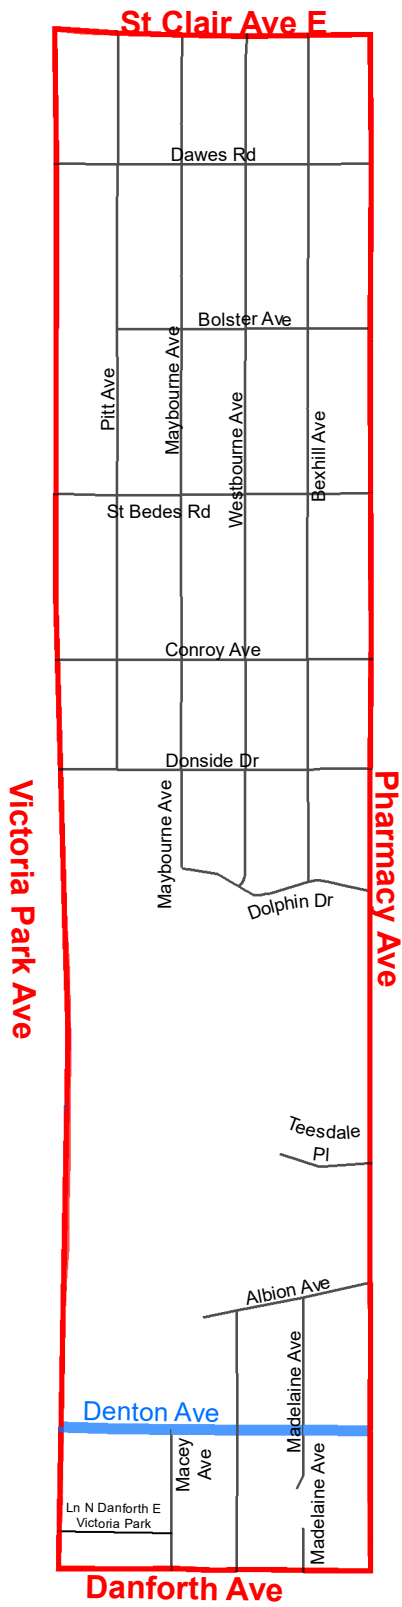 St Clair Ave E
Dawes Rd
Bolster Ave
Maybourne Ave
Pitt Ave
Westbourne Ave
Bexhill Ave
St Bedes Rd
Conroy Ave
Donside Dr
Maybourne Ave
Victoria Park Ave
Pharmacy Ave
Dolphin Dr
Teesdale
Pl
Albion Ave
Madelaine Ave
Denton Ave
Macey
Ave
Madelaine Ave
Ln N Danforth E
Victoria Park
Danforth Ave